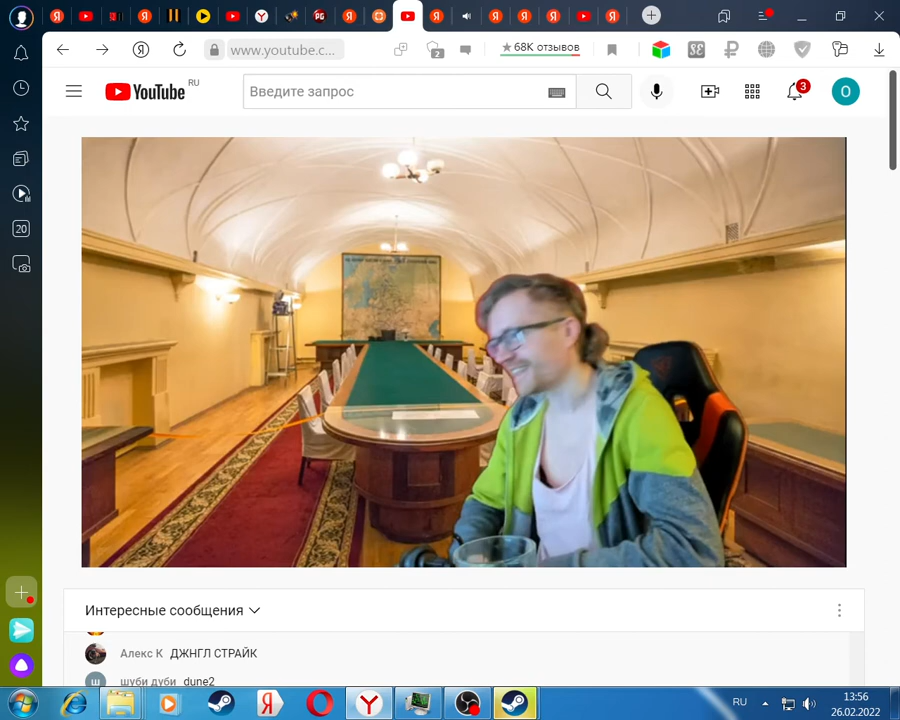 www.youtube.c...
2
68K отзывов
YouTube RU
Введите запрос
3
O
20
Интересные сообщения
Алекс К ДЖНГЛ СТРАЙК
ш
шуби дуби dune2
RU
13:56
26.02.2022